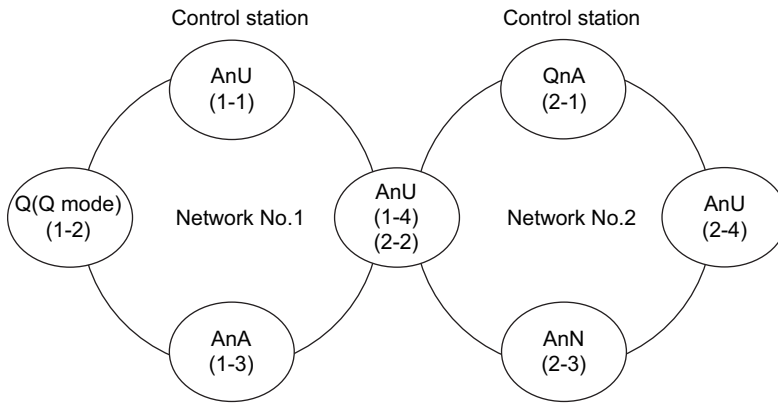 Control station
Control station
AnU
(1-1)
QnA
(2-1)
Q(Q mode)
(1-2)
Network No.1
AnU
(1-4)
(2-2)
Network No.2
AnU
(2-4)
AnA
(1-3)
AnN
(2-3)